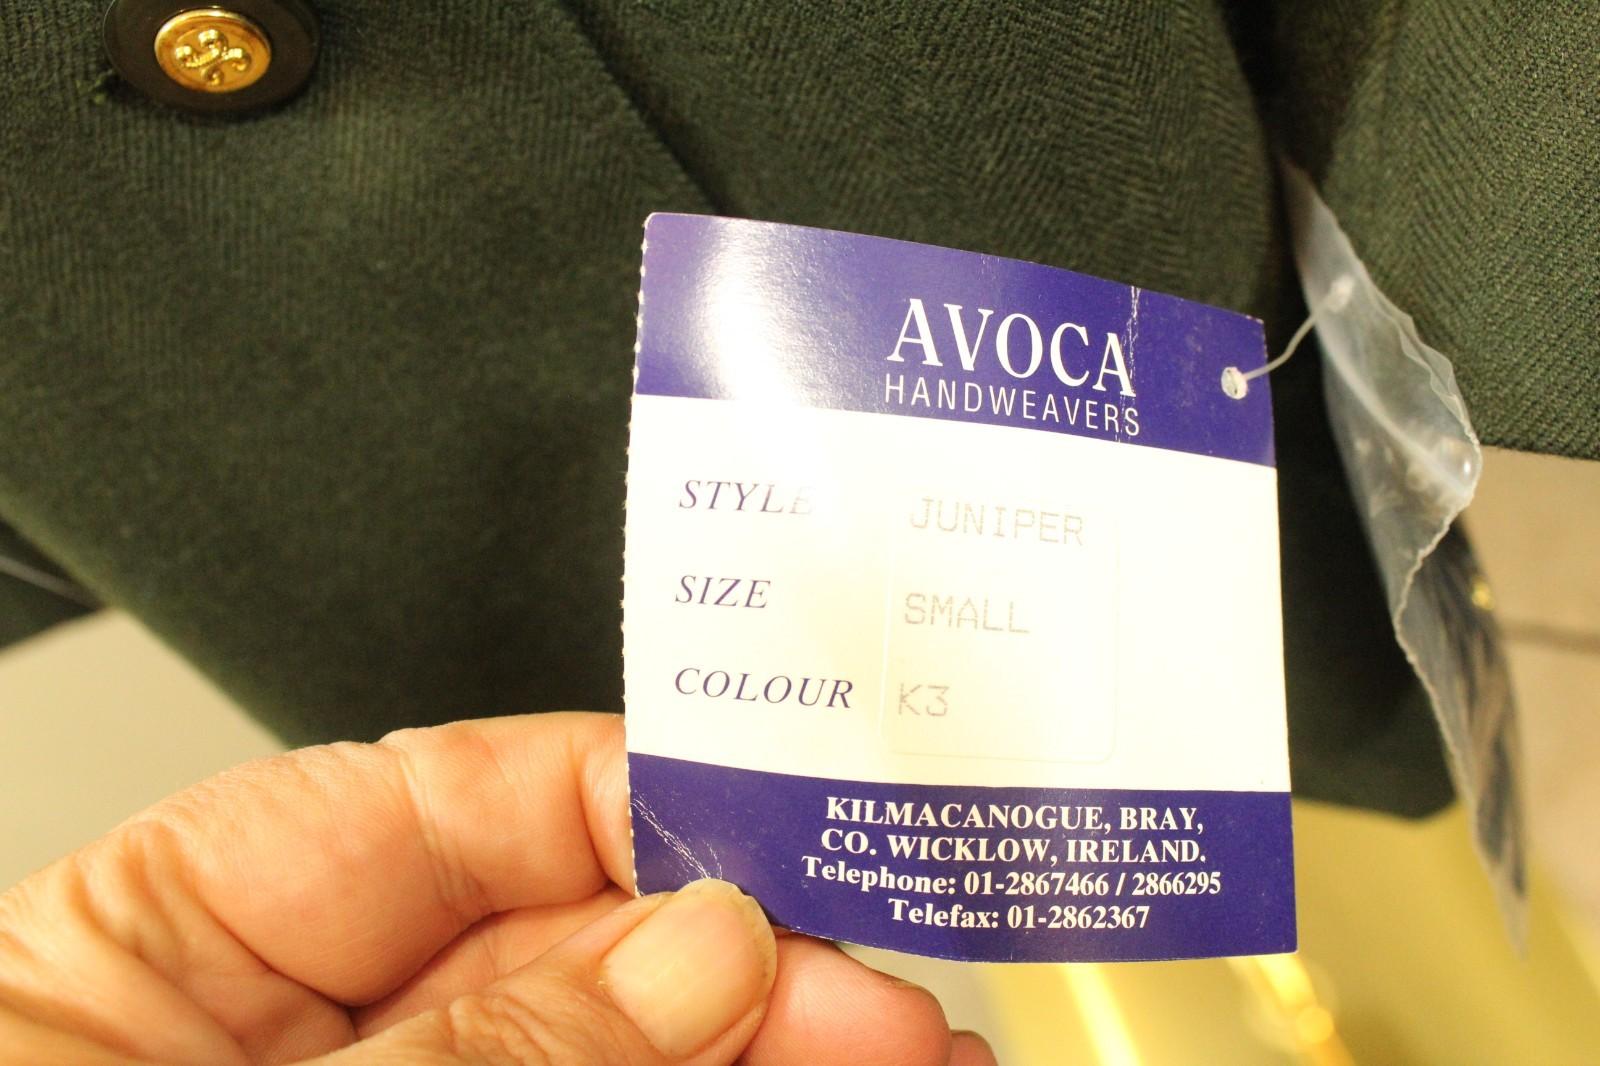 AVOCA
HANDWEAVERS
STYLE JUNIPER
SIZE SMALL
COLOUR K3
KILMACANOGUE, BRAY,
CO. WICKLOW, IRELAND.
Telephone: 01-2867466 / 2866295
Telefax: 01-2862367